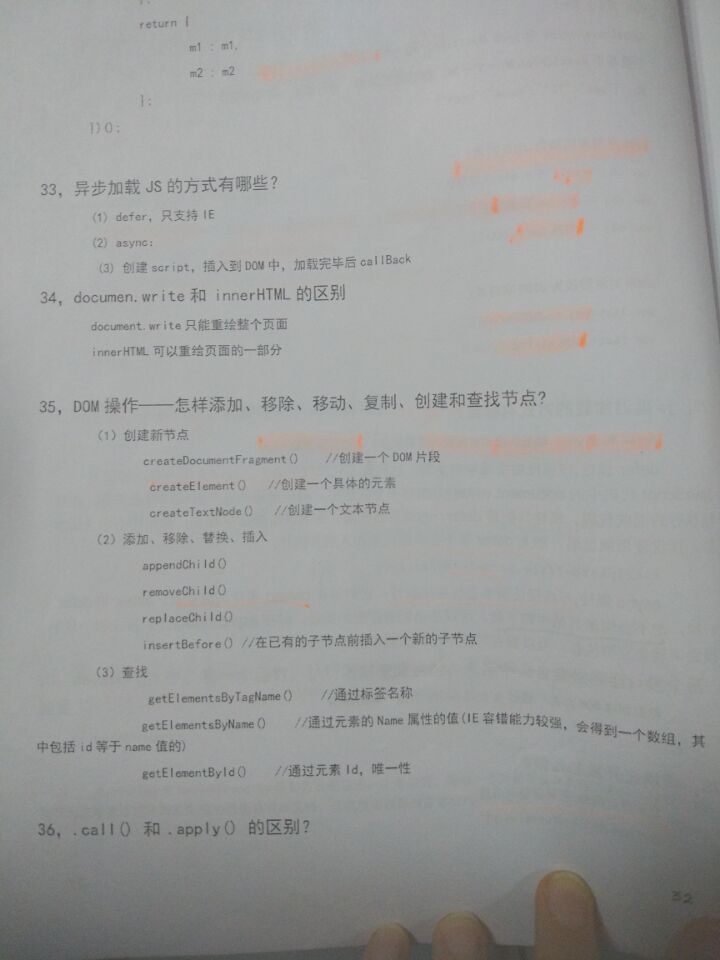 };
return {
m1 : m1,
m2 : m2
};
})();
33, 异步加载 JS 的方式有哪些？
(1) defer, 只支持 IE
(2) async:
(3) 创建 script, 插入到 DOM 中, 加载完毕后 callBack
34, documen.write 和 innerHTML 的区别
document.write 只能重绘整个页面
innerHTML 可以重绘页面的一部分
35, DOM 操作——怎样添加、移除、移动、复制、创建和查找节点?
(1) 创建新节点
createDocumentFragment() //创建一个 DOM 片段
createElement() //创建一个具体的元素
createTextNode() //创建一个文本节点
(2) 添加、移除、替换、插入
appendChild()
removeChild()
replaceChild()
insertBefore() //在已有的子节点前插入一个新的子节点
(3) 查找
getElementsByTagName() //通过标签名称
getElementsByName() //通过元素的 Name 属性的值(IE 容错能力较强, 会得到一个数组, 其
中包括 id 等于 name 值的)
getElementById() //通过元素 Id, 唯一性
36, .call() 和 .apply() 的区别?
32